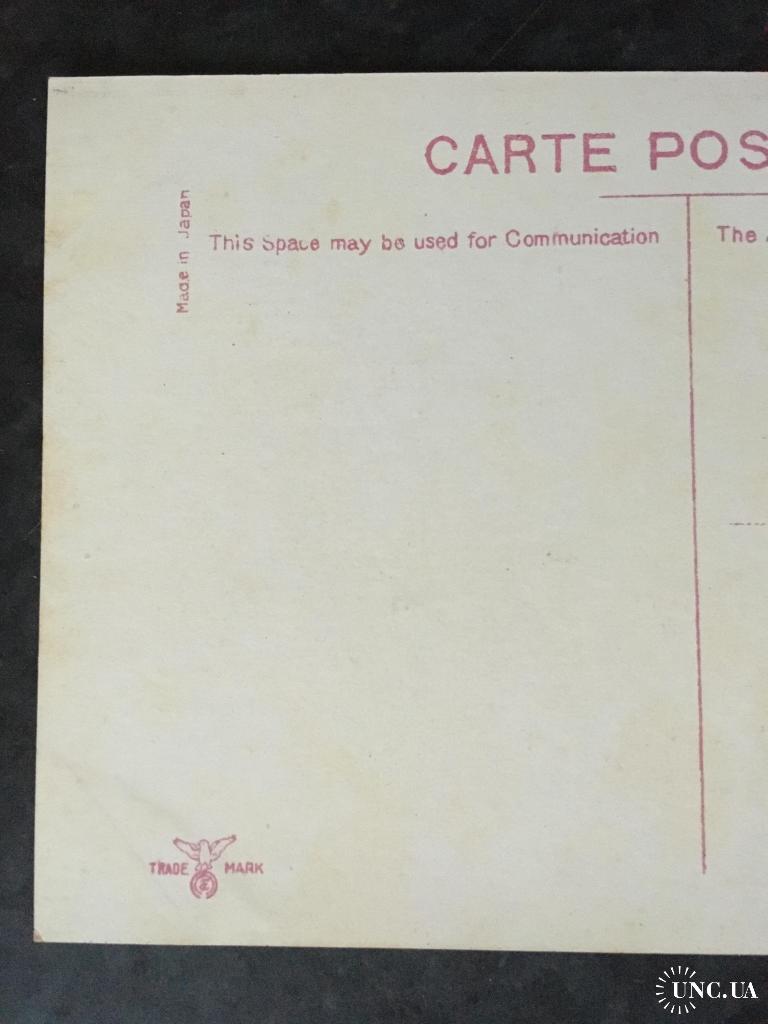 CARTE POS
Made in Japan
This Space may be used for Communication
The
TRADE MARK
UNC.UA